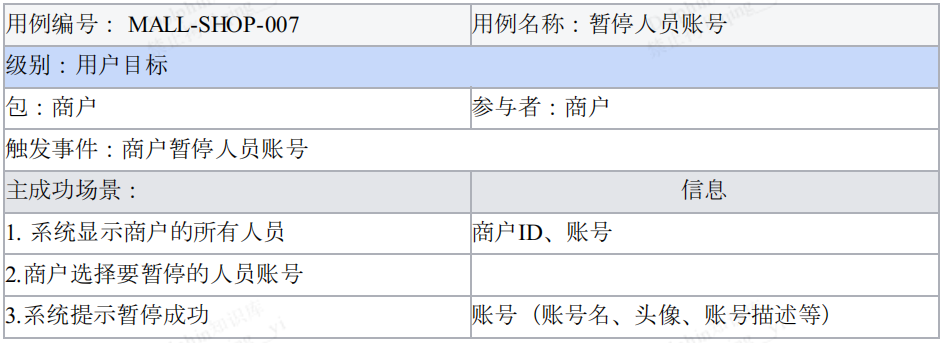 用例编号： MALL-SHOP-007
用例名称：暂停人员账号
级别：用户目标
包：商户
参与者：商户
触发事件：商户暂停人员账号
主成功场景：
信息
1. 系统显示商户的所有人员
商户ID、账号
2.商户选择要暂停的人员账号
3.系统提示暂停成功
账号（账号名、头像、账号描述等）